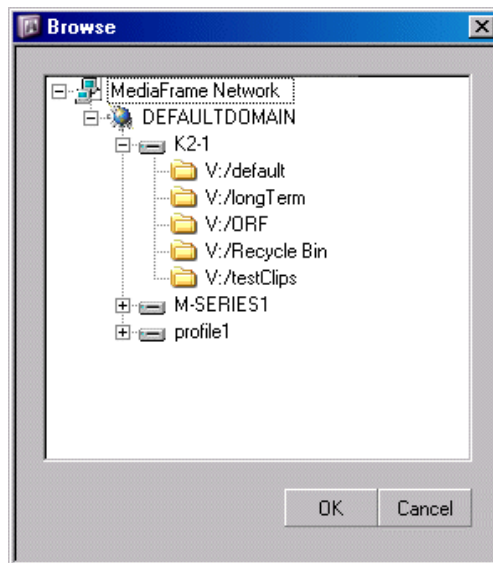 Browse
MediaFrame Network
DEFAULTDOMAIN
K2-1
V:/default
V:/longTerm
V:/ORF
V:/Recycle Bin
V:/testClips
M-SERIES1
profile1
OK
Cancel